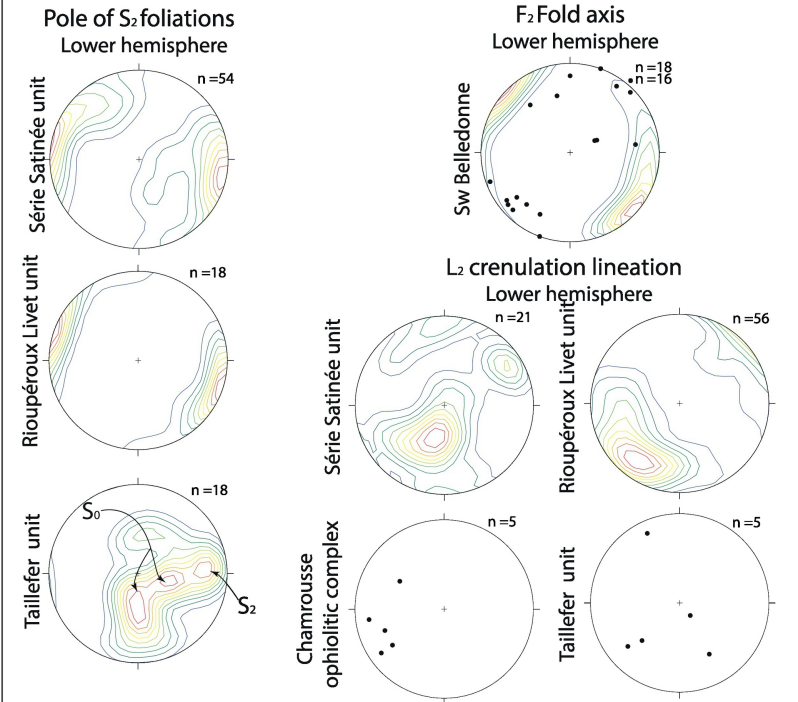 Pole of S₂ foliations
Lower hemisphere
Série Satinée unit
n =54
Rioupéroux Livet unit
n =18
Taillefer unit
n =18
S₀
S₂
F₂ Fold axis
Lower hemisphere
Sw Belledonne
n =18
n =16
L₂ crenulation lineation
Lower hemisphere
Série Satinée unit
n =21
Rioupéroux Livet unit
n =56
Chamrousse
ophiolitic complex
n =5
Taillefer unit
n =5